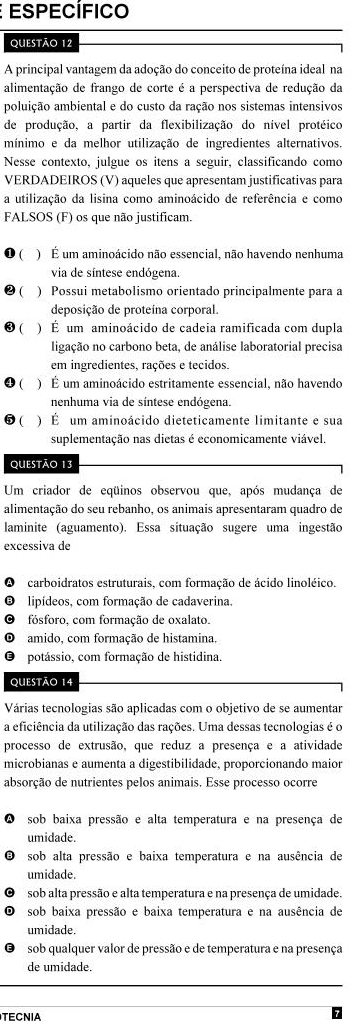 E ESPECÍFICO
QUESTÃO 12
A principal vantagem da adoção do conceito de proteína ideal na
alimentação de frango de corte é a perspectiva de redução da
poluição ambiental e do custo da ração nos sistemas intensivos
de produção, a partir da flexibilização do nível protéico
mínimo e da melhor utilização de ingredientes alternativos.
Nesse contexto, julgue os itens a seguir, classificando como
VERDADEIROS (V) aqueles que apresentam justificativas para
a utilização da lisina como aminoácido de referência e como
FALSOS (F) os que não justificam.
❶ ( ) É um aminoácido não essencial, não havendo nenhuma
via de síntese endógena.
❷ ( ) Possui metabolismo orientado principalmente para a
deposição de proteína corporal.
❸ ( ) É um aminoácido de cadeia ramificada com dupla
ligação no carbono beta, de análise laboratorial precisa
em ingredientes, rações e tecidos.
❹ ( ) É um aminoácido estritamente essencial, não havendo
nenhuma via de síntese endógena.
❺ ( ) É um aminoácido dieteticamente limitante e sua
suplementação nas dietas é economicamente viável.
QUESTÃO 13
Um criador de eqüinos observou que, após mudança de
alimentação do seu rebanho, os animais apresentaram quadro de
laminite (aguamento). Essa situação sugere uma ingestão
excessiva de
A carboidratos estruturais, com formação de ácido linoléico.
B lipídeos, com formação de cadaverina.
C fósforo, com formação de oxalato.
D amido, com formação de histamina.
E potássio, com formação de histidina.
QUESTÃO 14
Várias tecnologias são aplicadas com o objetivo de se aumentar
a eficiência da utilização das rações. Uma dessas tecnologias é o
processo de extrusão, que reduz a presença e a atividade
microbianas e aumenta a digestibilidade, proporcionando maior
absorção de nutrientes pelos animais. Esse processo ocorre
A sob baixa pressão e alta temperatura e na presença de
umidade.
B sob alta pressão e baixa temperatura e na ausência de
umidade.
C sob alta pressão e alta temperatura e na presença de umidade.
D sob baixa pressão e baixa temperatura e na ausência de
umidade.
E sob qualquer valor de pressão e de temperatura e na presença
de umidade.
OTECNIA 7